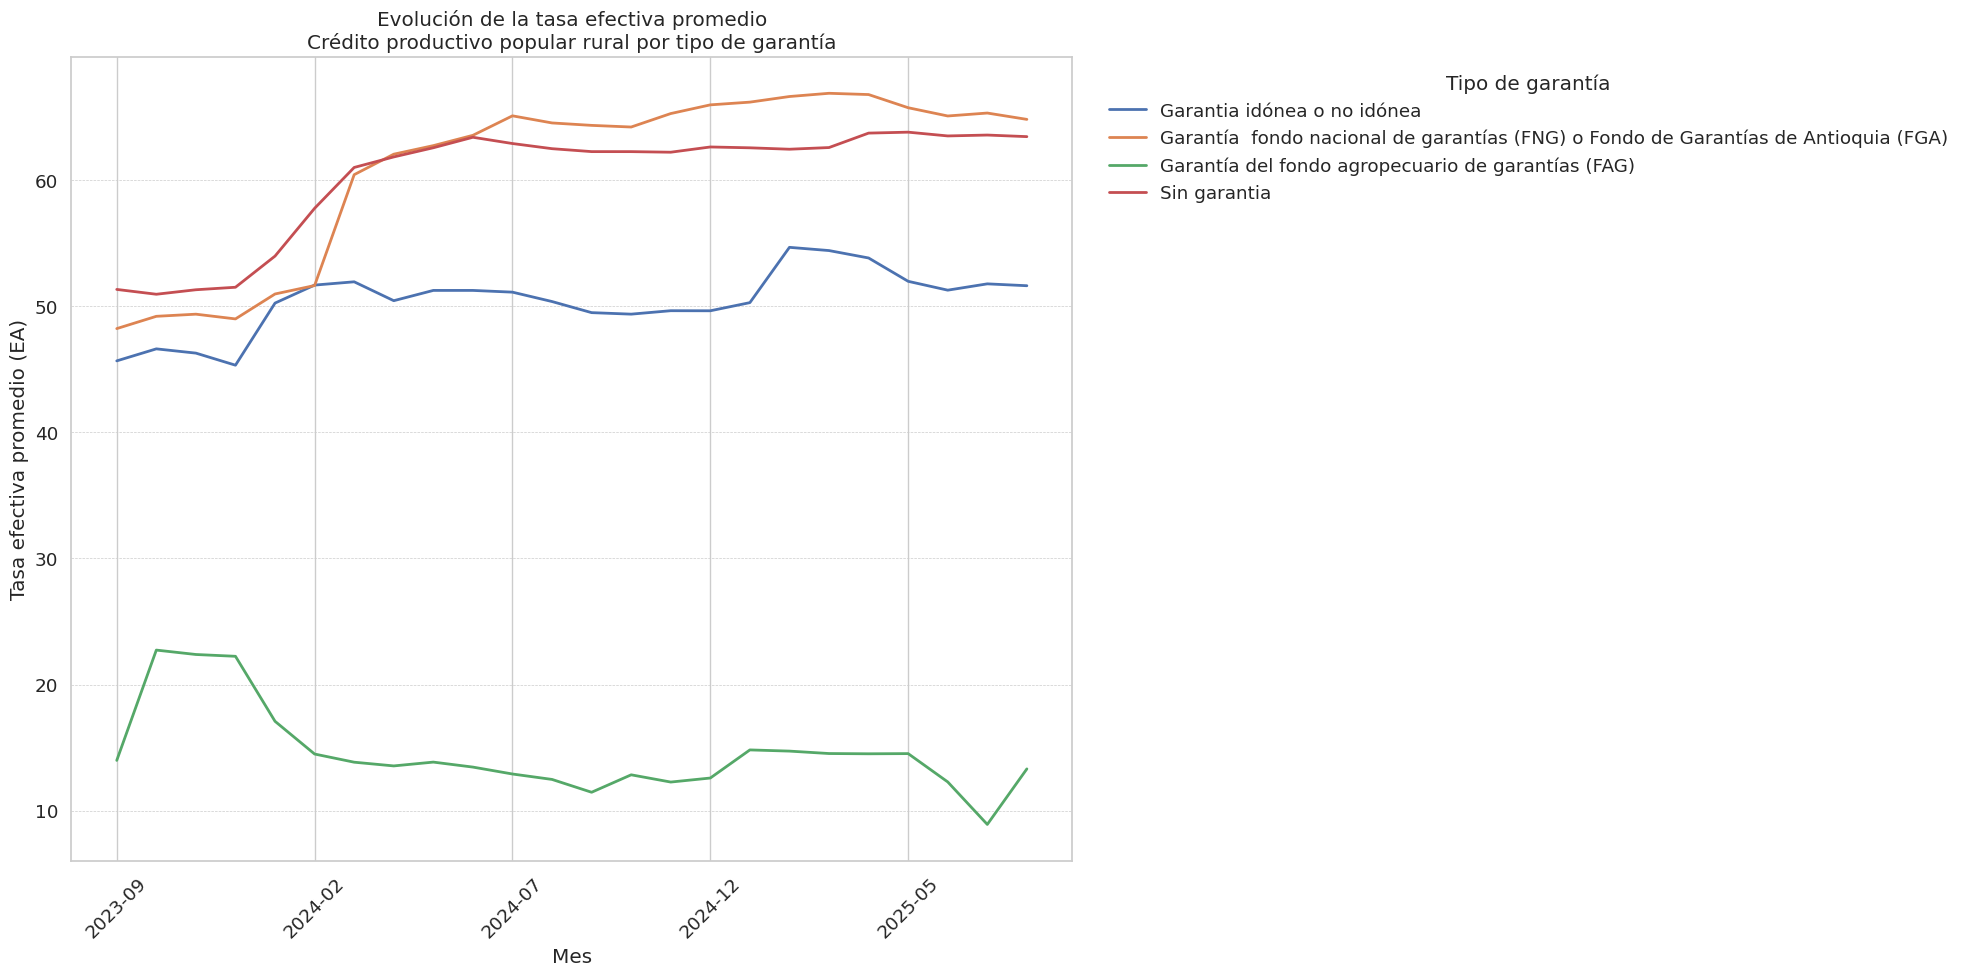 Evolución de la tasa efectiva promedio
Crédito productivo popular rural por tipo de garantía
Tasa efectiva promedio (EA)
60
50
40
30
20
10
2023-09
2024-02
2024-07
2024-12
2025-05
Mes
Tipo de garantía
Garantia idónea o no idónea
Garantía  fondo nacional de garantías (FNG) o Fondo de Garantías de Antioquia (FGA)
Garantía del fondo agropecuario de garantías (FAG)
Sin garantia